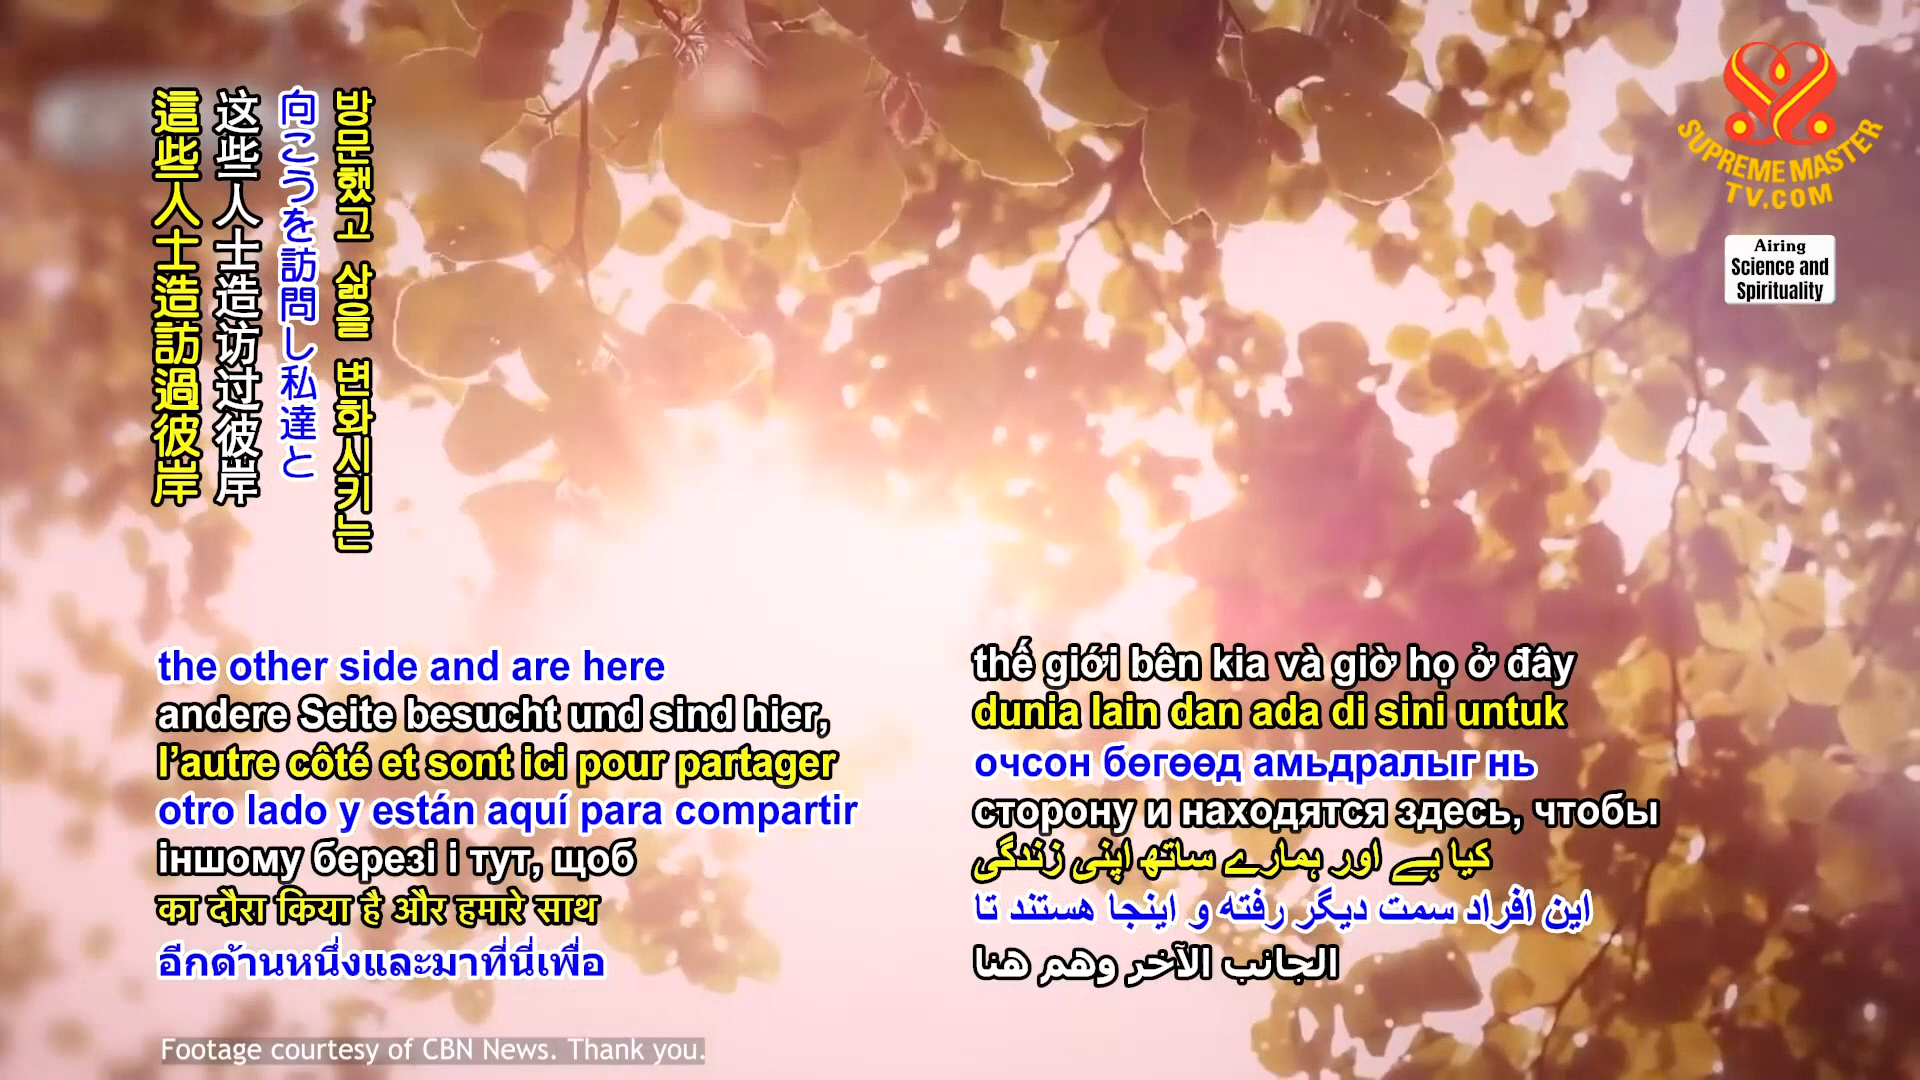 這些人士造訪過彼岸
这些人士造访过彼岸
向こうを訪問し私達と
방문했고 삶을 변화시키는
SUPREME MASTER
TV.COM
Airing
Science and
Spirituality
the other side and are here
andere Seite besucht und sind hier,
l’autre côté et sont ici pour partager
otro lado y están aquí para compartir
іншому березі і тут, щоб
का दौरा किया है और हमारे साथ
อีกด้านหนึ่งและมาที่นี่เพื่อ
thế giới bên kia và giờ họ ở đây
dunia lain dan ada di sini untuk
очсон бөгөөд амьдралыг нь
сторону и находятся здесь, чтобы
کیا ہے اور ہمارے ساتھ اپنی زندگی
این افراد سمت دیگر رفته و اینجا هستند تا
الجانب الآخر وهم هنا
Footage courtesy of CBN News. Thank you.